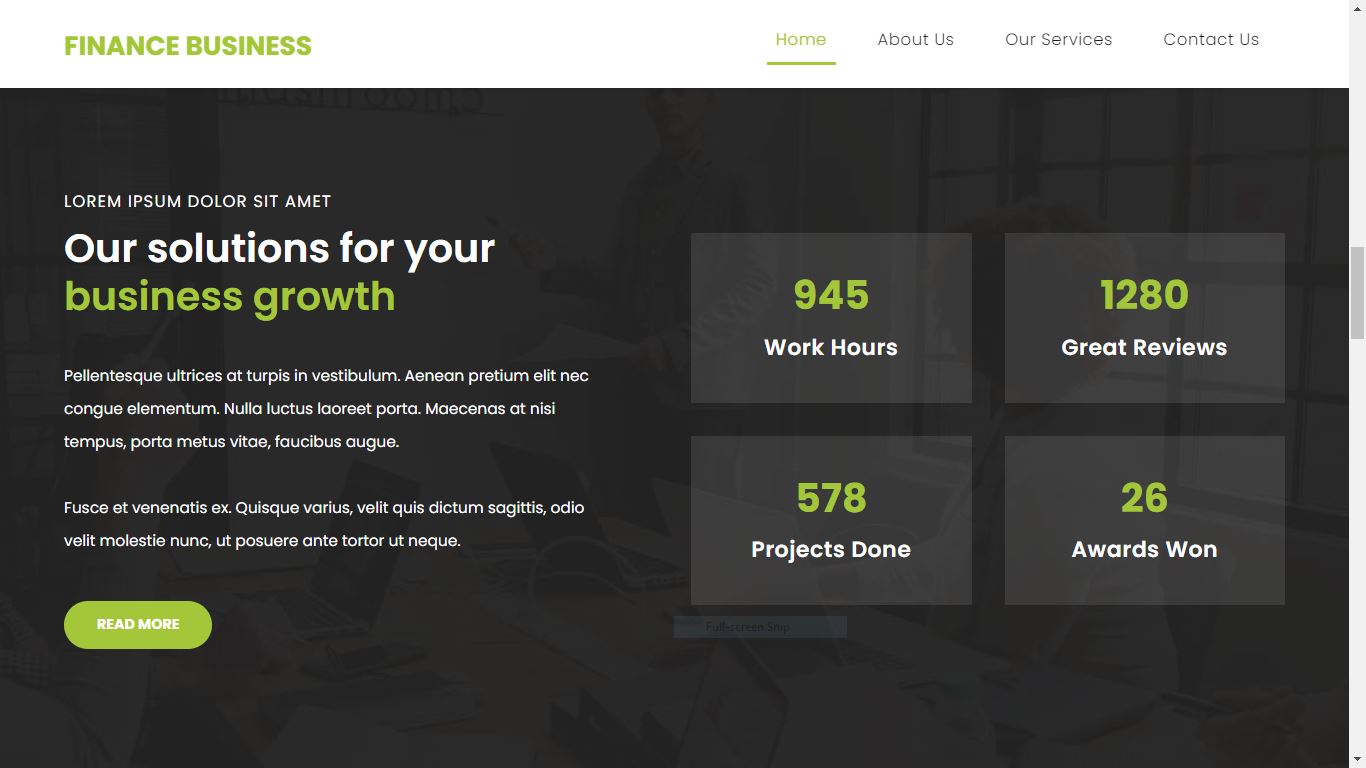 FINANCE BUSINESS
Home About Us Our Services Contact Us
LOREM IPSUM DOLOR SIT AMET
Our solutions for your
business growth
Pellentesque ultrices at turpis in vestibulum. Aenean pretium elit nec
congue elementum. Nulla luctus laoreet porta. Maecenas at nisi
tempus, porta metus vitae, faucibus augue.
Fusce et venenatis ex. Quisque varius, velit quis dictum sagittis, odio
velit molestie nunc, ut posuere ante tortor ut neque.
READ MORE
945
Work Hours
1280
Great Reviews
578
Projects Done
26
Awards Won
Full-screen Snip